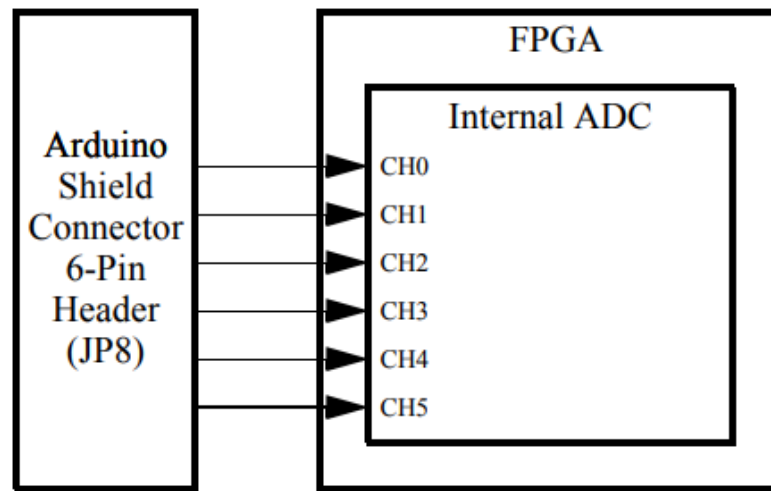 Arduino
Shield
Connector
6-Pin
Header
(JP8)
FPGA
Internal ADC
CH0
CH1
CH2
CH3
CH4
CH5